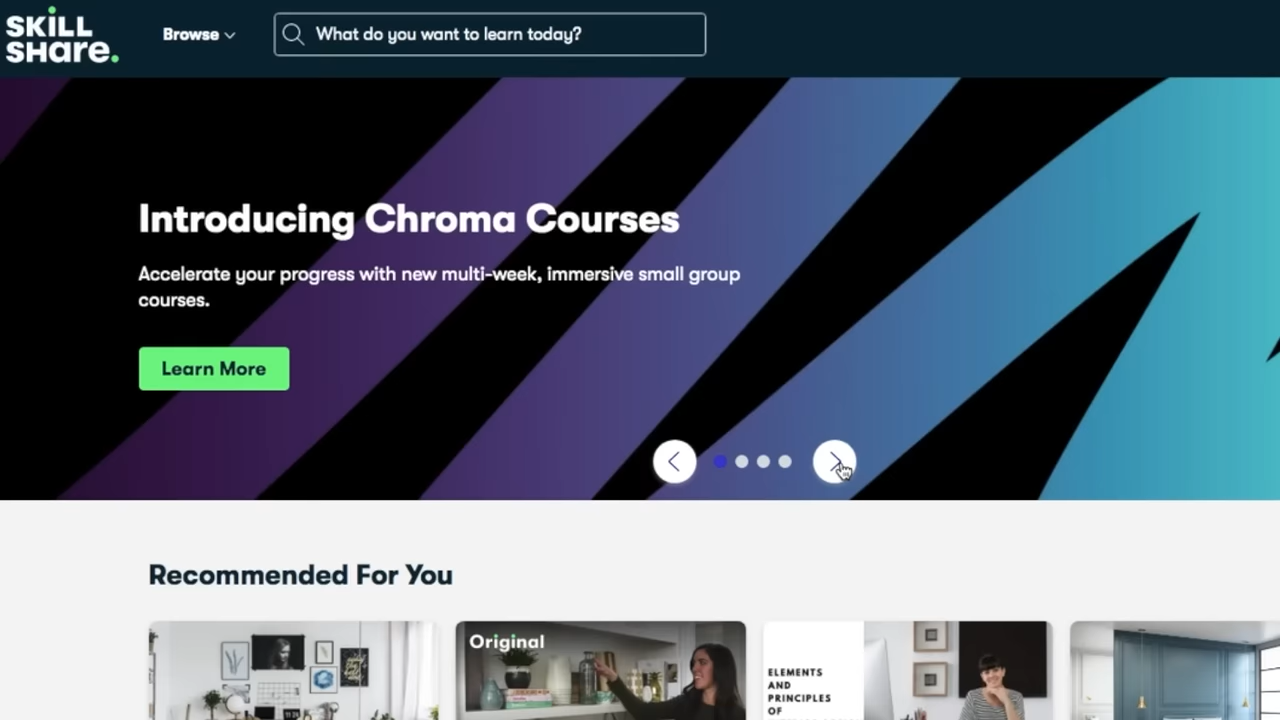 SKiLL
SHare.
Browse
What do you want to learn today?
Introducing Chroma Courses
Accelerate your progress with new multi-week, immersive small group
courses.
Learn More
Recommended For You
Original
ELEMENTS
AND
PRINCIPLES
OF